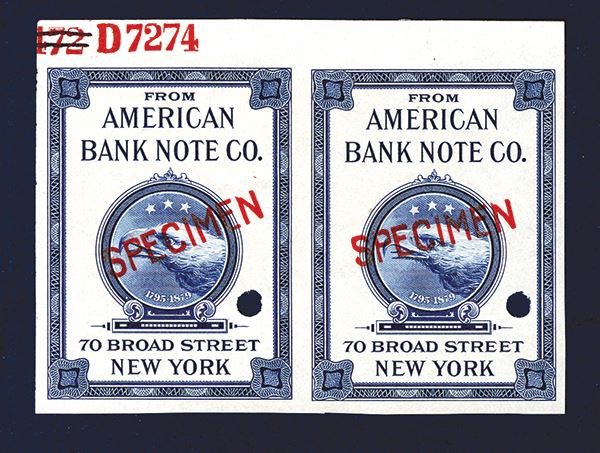 172 D7274
FROM
AMERICAN
BANK NOTE CO.
SPECIMEN
1795-1879
70 BROAD STREET
NEW YORK
FROM
AMERICAN
BANK NOTE CO.
SPECIMEN
1795-1879
70 BROAD STREET
NEW YORK